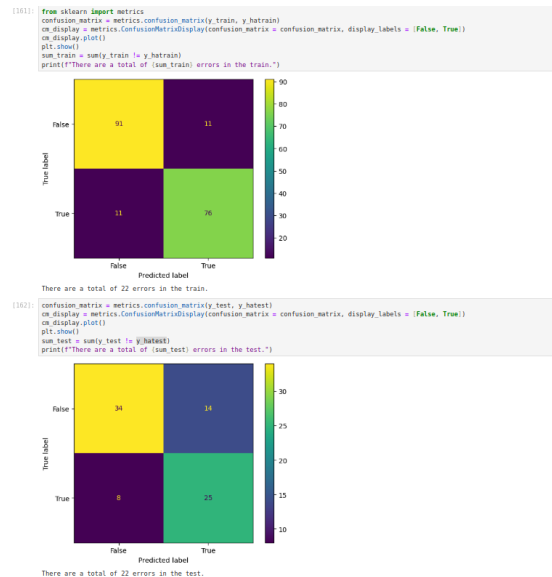 [161]: from sklearn import metrics
confusion_matrix = metrics.confusion_matrix(y_train, y_hatrain)
cm_display = metrics.ConfusionMatrixDisplay(confusion_matrix = confusion_matrix, display_labels = [False, True])
cm_display.plot()
plt.show()
sum_train = sum(y_train != y_hatrain)
print(f"There are a total of {sum_train} errors in the train.")
90
False 91 11
80
70
60
True label
50
40
True 11 76
30
20
False True
Predicted label
There are a total of 22 errors in the train.
[162]: confusion_matrix = metrics.confusion_matrix(y_test, y_hatest)
cm_display = metrics.ConfusionMatrixDisplay(confusion_matrix = confusion_matrix, display_labels = [False, True])
cm_display.plot()
plt.show()
sum_test = sum(y_test != y_hatest)
print(f"There are a total of {sum_test} errors in the test.")
30
False 34 14
25
True label
20
15
True 8 25
10
False True
Predicted label
There are a total of 22 errors in the test.